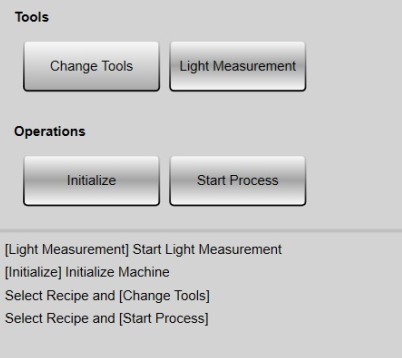 Tools
Change Tools
Light Measurement
Operations
Initialize
Start Process
[Light Measurement] Start Light Measurement
[Initialize] Initialize Machine
Select Recipe and [Change Tools]
Select Recipe and [Start Process]